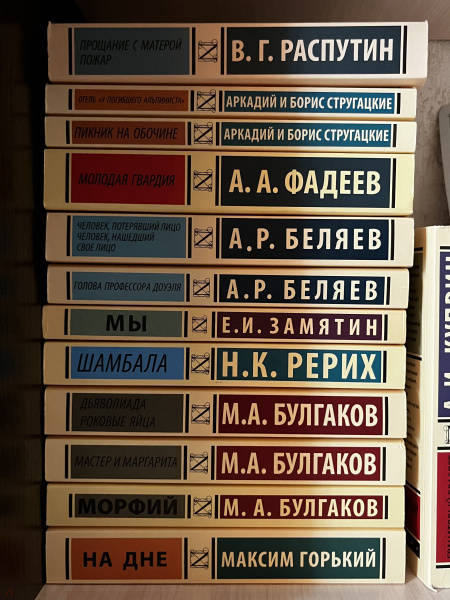 ПРОЩАНИЕ С МАТЕРОЙ
ПОЖАР
В. Г. РАСПУТИН
ОТЕЛЬ «У ПОГИБШЕГО АЛЬПИНИСТА»
АРКАДИЙ И БОРИС СТРУГАЦКИЕ
ПИКНИК НА ОБОЧИНЕ
АРКАДИЙ И БОРИС СТРУГАЦКИЕ
МОЛОДАЯ ГВАРДИЯ
А. А. ФАДЕЕВ
ЧЕЛОВЕК, ПОТЕРЯВШИЙ ЛИЦО
ЧЕЛОВЕК, НАШЕДШИЙ
СВОЕ ЛИЦО
А.Р. БЕЛЯЕВ
ГОЛОВА ПРОФЕССОРА ДОУЭЛЯ
А.Р. БЕЛЯЕВ
МЫ
Е.И. ЗАМЯТИН
ШАМБАЛА
Н.К. РЕРИХ
ДЬЯВОЛИАДА
РОКОВЫЕ ЯЙЦА
М.А. БУЛГАКОВ
МАСТЕР И МАРГАРИТА
М.А. БУЛГАКОВ
МОРФИЙ
М. А. БУЛГАКОВ
НА ДНЕ
МАКСИМ ГОРЬКИЙ
А.И. КУПРИН